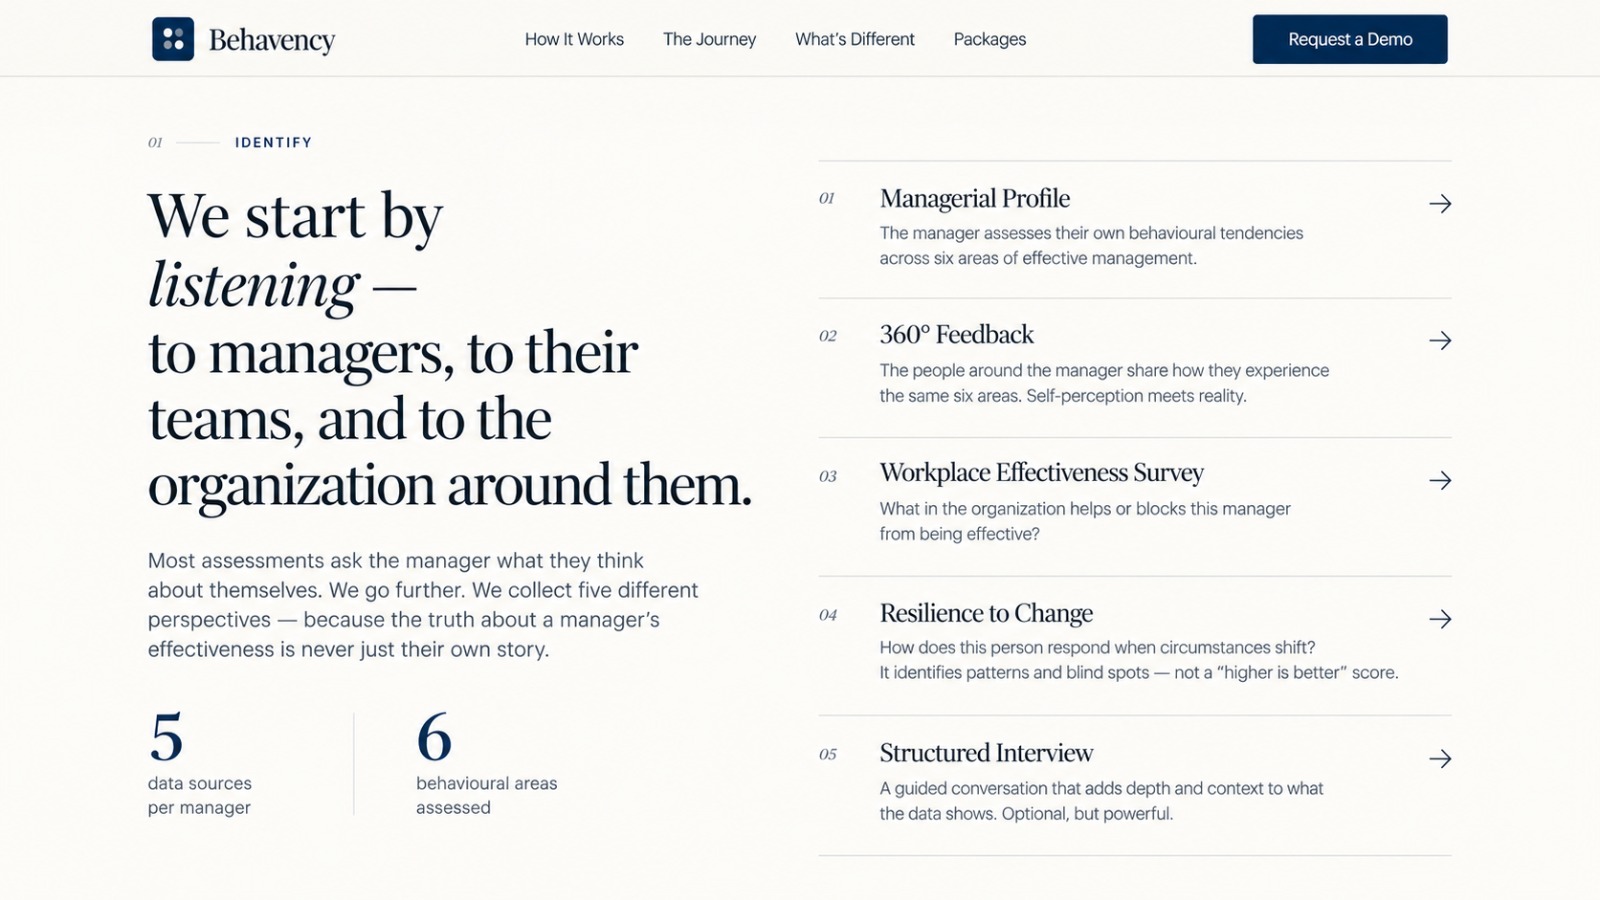 Behavency
How It Works
The Journey
What’s Different
Packages
Request a Demo
01
IDENTIFY
We start by
listening —
to managers, to their
teams, and to the
organization around them.
Most assessments ask the manager what they think
about themselves. We go further. We collect five different
perspectives — because the truth about a manager’s
effectiveness is never just their own story.
5
data sources
per manager
6
behavioural areas
assessed
01
Managerial Profile
The manager assesses their own behavioural tendencies
across six areas of effective management.
02
360° Feedback
The people around the manager share how they experience
the same six areas. Self-perception meets reality.
03
Workplace Effectiveness Survey
What in the organization helps or blocks this manager
from being effective?
04
Resilience to Change
How does this person respond when circumstances shift?
It identifies patterns and blind spots — not a “higher is better” score.
05
Structured Interview
A guided conversation that adds depth and context to what
the data shows. Optional, but powerful.